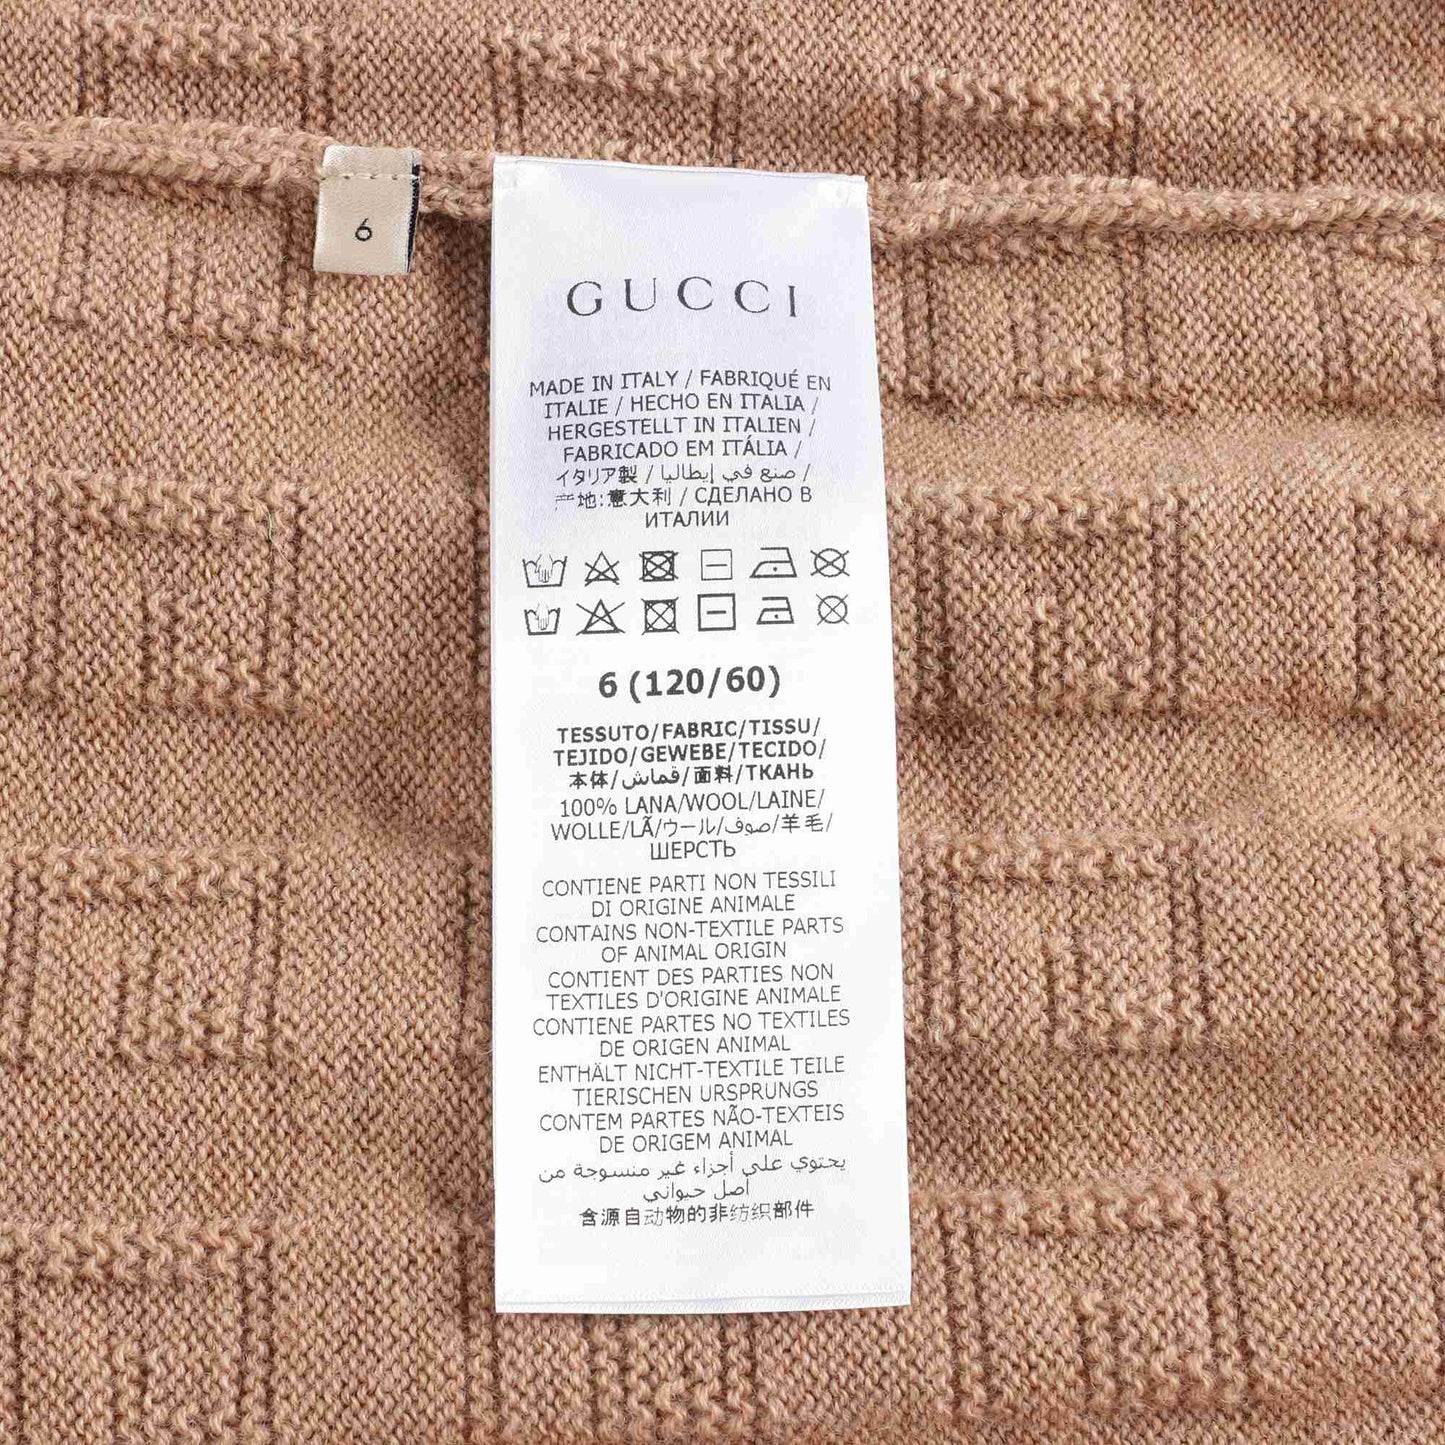 6
GUCCI
MADE IN ITALY / FABRIQUÉ EN
ITALIE / HECHO EN ITALIA /
HERGESTELLT IN ITALIEN /
FABRICADO EM ITÁLIA /
イタリア製 / صنع في إيطاليا /
产地:意大利 / СДЕЛАНО В
ИТАЛИИ
6 (120/60)
TESSUTO/FABRIC/TISSU/
TEJIDO/GEWEBE/TECIDO/
本体/قماش/面料/ТКАНЬ
100% LANA/WOOL/LAINE/
WOLLE/LÃ/ウール/صوف/羊毛/
ШЕРСТЬ
CONTIENE PARTI NON TESSILI
DI ORIGINE ANIMALE
CONTAINS NON-TEXTILE PARTS
OF ANIMAL ORIGIN
CONTIENT DES PARTIES NON
TEXTILES D'ORIGINE ANIMALE
CONTIENE PARTES NO TEXTILES
DE ORIGEN ANIMAL
ENTHÄLT NICHT-TEXTILE TEILE
TIERISCHEN URSPRUNGS
CONTEM PARTES NÃO-TEXTEIS
DE ORIGEM ANIMAL
يحتوي على أجزاء غير منسوجة من
أصل حيواني
含源自动物的非纺织部件